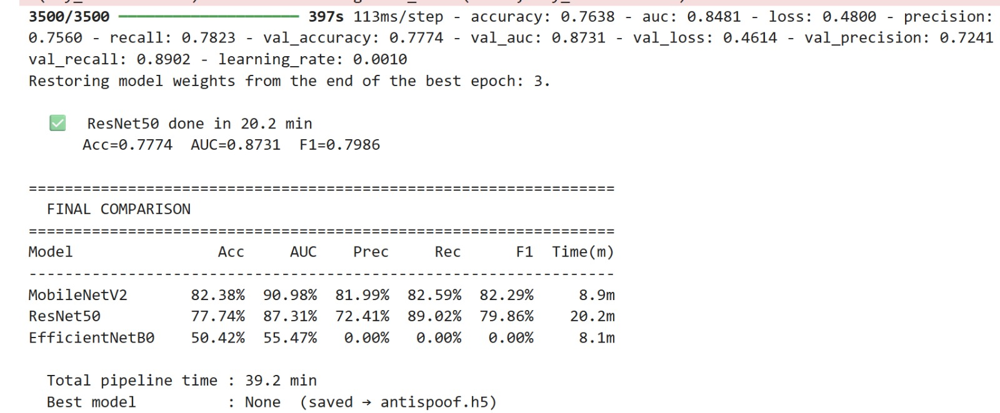 3500/3500 ━━━━━━━━━━━━━━━━━━━━ 397s 113ms/step - accuracy: 0.7638 - auc: 0.8481 - loss: 0.4800 - precision:
0.7560 - recall: 0.7823 - val_accuracy: 0.7774 - val_auc: 0.8731 - val_loss: 0.4614 - val_precision: 0.7241
val_recall: 0.8902 - learning_rate: 0.0010
Restoring model weights from the end of the best epoch: 3.
✅ ResNet50 done in 20.2 min
Acc=0.7774 AUC=0.8731 F1=0.7986
=================================================================
FINAL COMPARISON
=================================================================
Model Acc AUC Prec Rec F1 Time(m)
-----------------------------------------------------------------
MobileNetV2 82.38% 90.98% 81.99% 82.59% 82.29% 8.9m
ResNet50 77.74% 87.31% 72.41% 89.02% 79.86% 20.2m
EfficientNetB0 50.42% 55.47% 0.00% 0.00% 0.00% 8.1m
Total pipeline time : 39.2 min
Best model : None (saved → antispoof.h5)